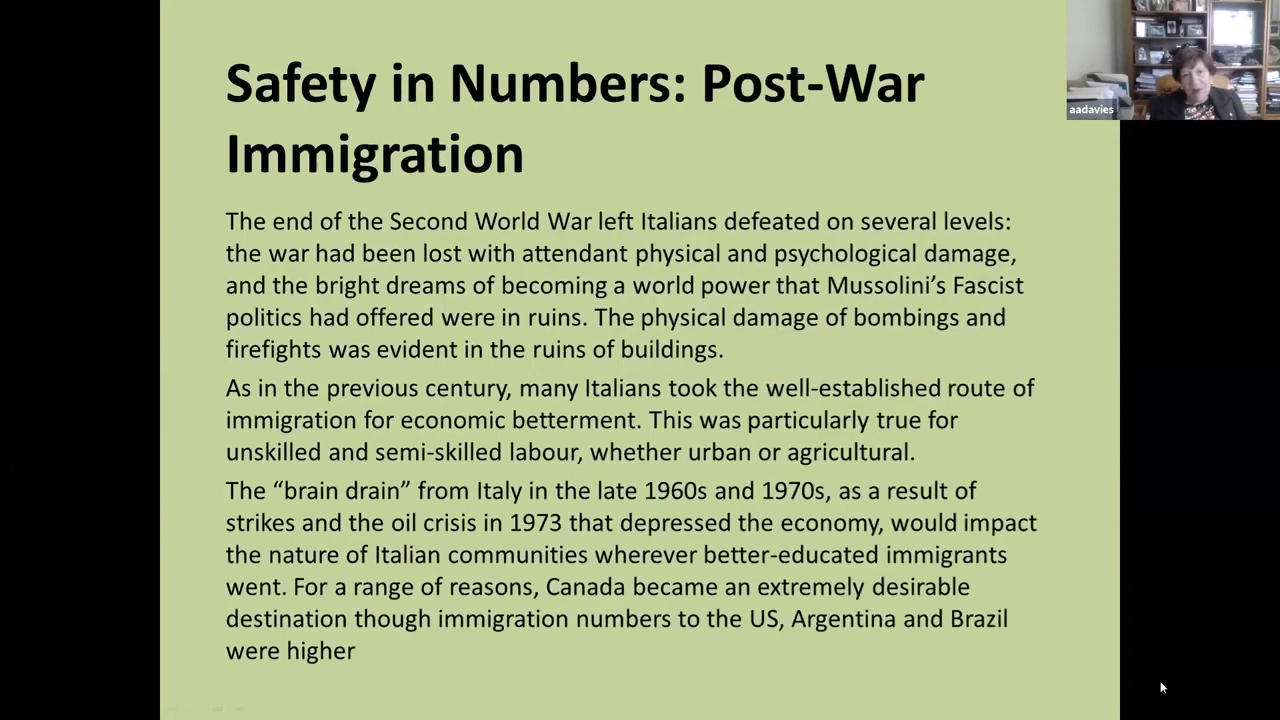 Safety in Numbers: Post-War
Immigration
The end of the Second World War left Italians defeated on several levels:
the war had been lost with attendant physical and psychological damage,
and the bright dreams of becoming a world power that Mussolini’s Fascist
politics had offered were in ruins. The physical damage of bombings and
firefights was evident in the ruins of buildings.
As in the previous century, many Italians took the well-established route of
immigration for economic betterment. This was particularly true for
unskilled and semi-skilled labour, whether urban or agricultural.
The “brain drain” from Italy in the late 1960s and 1970s, as a result of
strikes and the oil crisis in 1973 that depressed the economy, would impact
the nature of Italian communities wherever better-educated immigrants
went. For a range of reasons, Canada became an extremely desirable
destination though immigration numbers to the US, Argentina and Brazil
were higher
aadavies